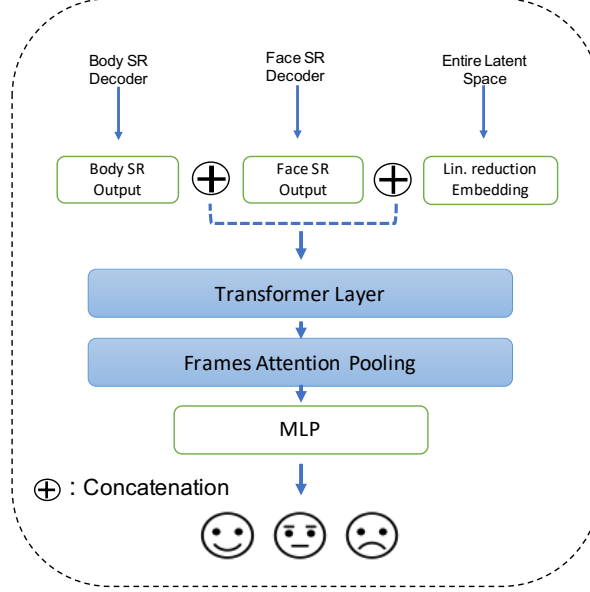 Body SR
Decoder
Face SR
Decoder
Entire Latent
Space
Body SR
Output
Face SR
Output
Lin. reduction
Embedding
Transformer Layer
Frames Attention Pooling
MLP
: Concatenation